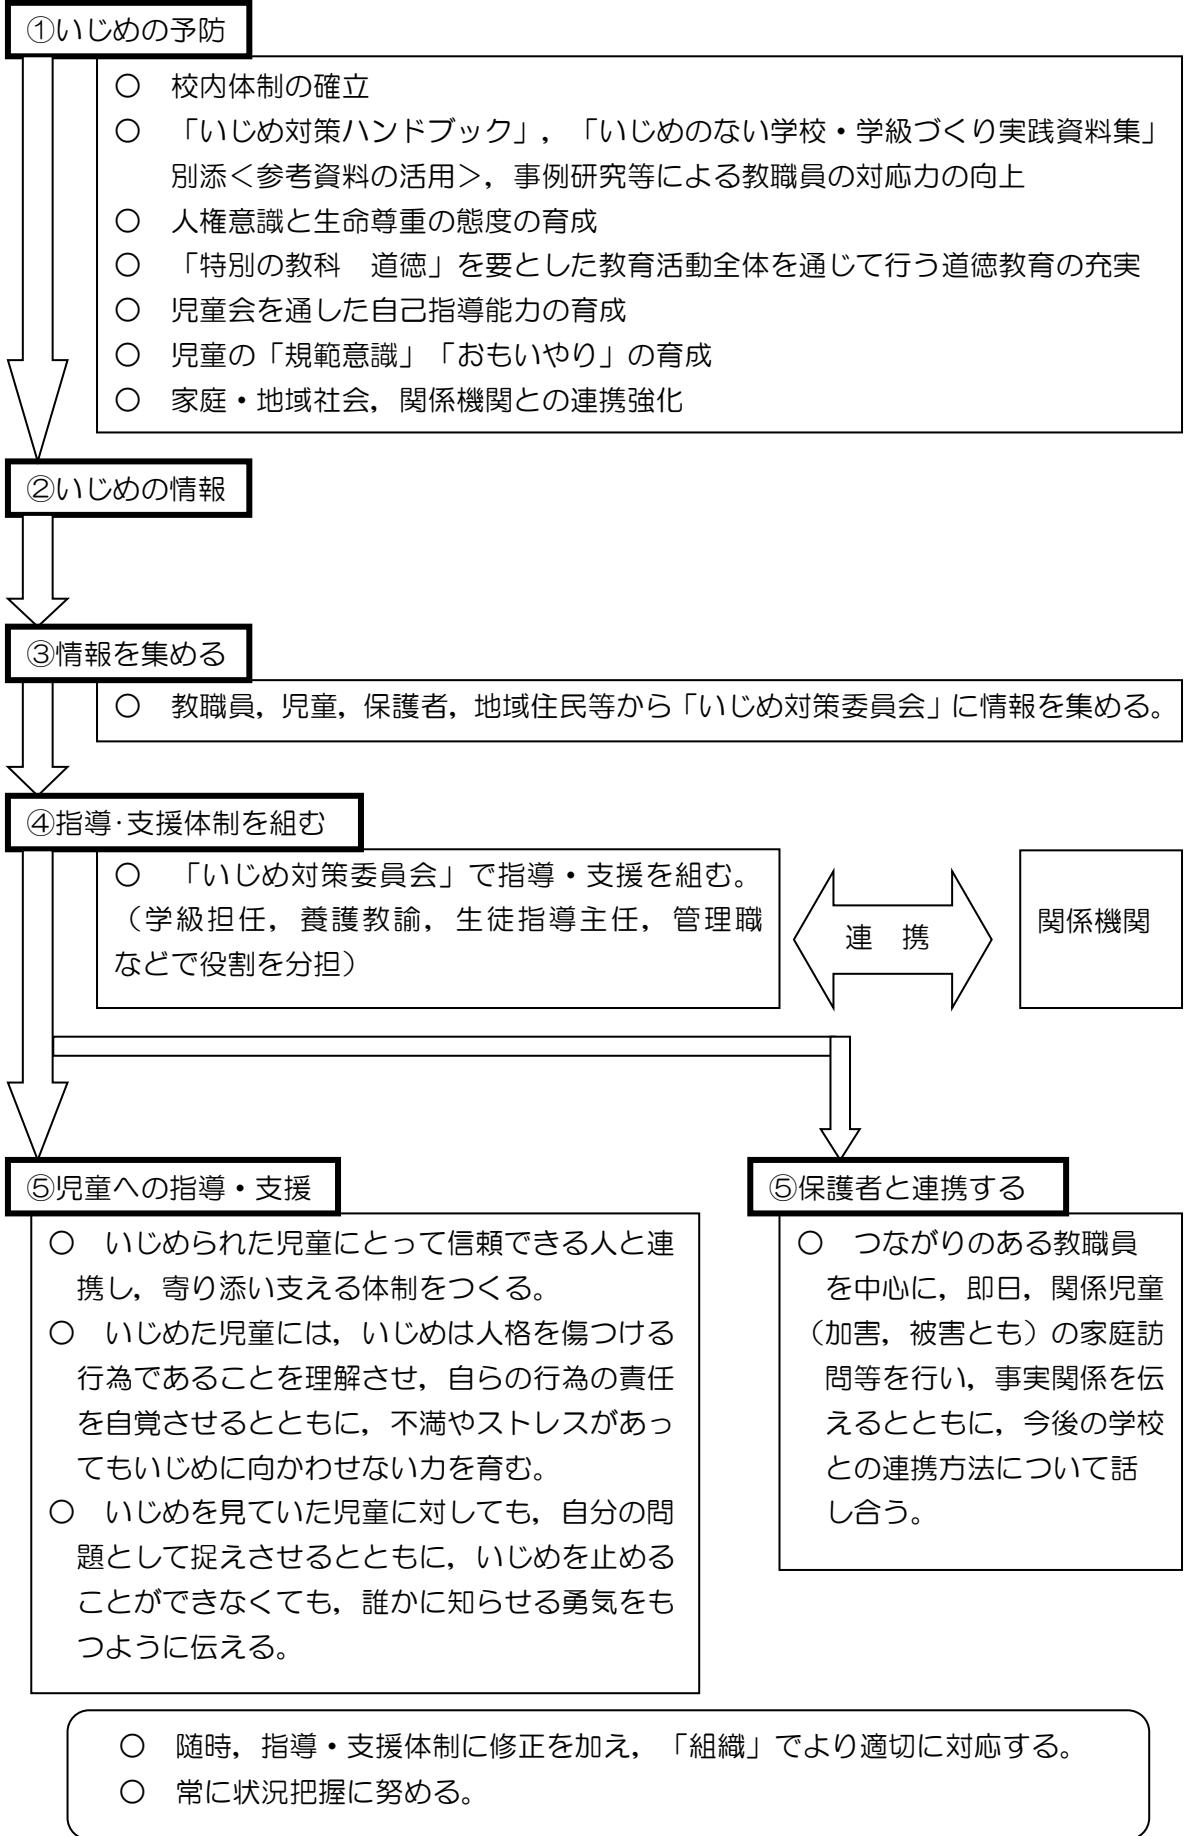 ①いじめの予防
○　校内体制の確立
○　「いじめ対策ハンドブック」，「いじめのない学校・学級づくり実践資料集」
別添＜参考資料の活用＞，事例研究等による教職員の対応力の向上
○　人権意識と生命尊重の態度の育成
○　「特別の教科　道徳」を要とした教育活動全体を通じて行う道徳教育の充実
○　児童会を通した自己指導能力の育成
○　児童の「規範意識」「おもいやり」の育成
○　家庭・地域社会，関係機関との連携強化
②いじめの情報
③情報を集める
○　教職員，児童，保護者，地域住民等から「いじめ対策委員会」に情報を集める。
④指導･支援体制を組む
○　「いじめ対策委員会」で指導・支援を組む。
（学級担任，養護教諭，生徒指導主任，管理職
などで役割を分担）
連　携
関係機関
⑤児童への指導・支援
○　いじめられた児童にとって信頼できる人と連
携し，寄り添い支える体制をつくる。
○　いじめた児童には，いじめは人格を傷つける
行為であることを理解させ，自らの行為の責任
を自覚させるとともに，不満やストレスがあっ
てもいじめに向かわせない力を育む。
○　いじめを見ていた児童に対しても，自分の問
題として捉えさせるとともに，いじめを止める
ことができなくても，誰かに知らせる勇気をも
つように伝える。
⑤保護者と連携する
○　つながりのある教職員
を中心に，即日，関係児童
（加害，被害とも）の家庭訪
問等を行い，事実関係を伝
えるとともに，今後の学校
との連携方法について話
し合う。
○　随時，指導・支援体制に修正を加え，「組織」でより適切に対応する。
○　常に状況把握に努める。